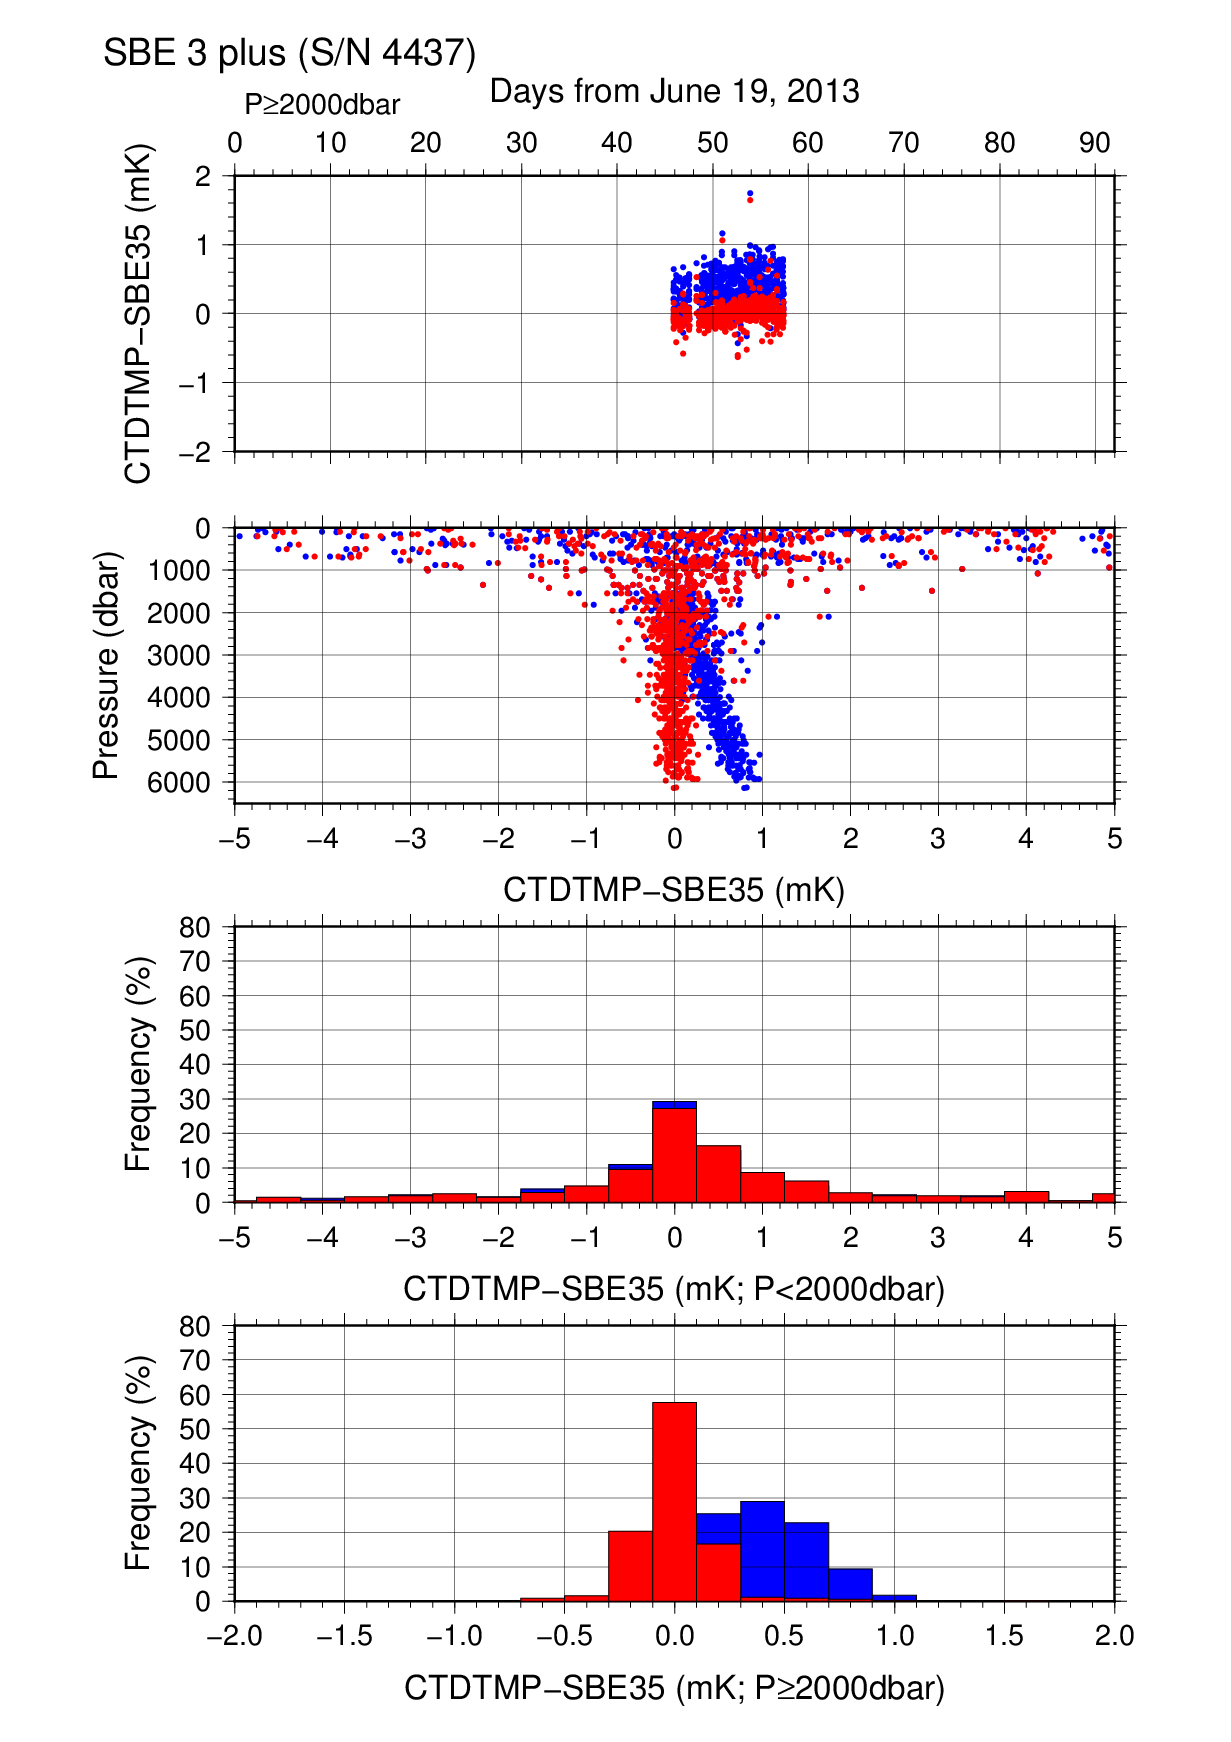 SBE 3 plus (S/N 4437)
Days from June 19, 2013
P≥2000dbar
0 10 20 30 40 50 60 70 80 90
CTDTMP−SBE35 (mK)
2
1
0
−1
−2
Pressure (dbar)
0
1000
2000
3000
4000
5000
6000
−5 −4 −3 −2 −1 0 1 2 3 4 5
CTDTMP−SBE35 (mK)
Frequency (%)
80
70
60
50
40
30
20
10
0
−5 −4 −3 −2 −1 0 1 2 3 4 5
CTDTMP−SBE35 (mK; P<2000dbar)
Frequency (%)
80
70
60
50
40
30
20
10
0
−2.0 −1.5 −1.0 −0.5 0.0 0.5 1.0 1.5 2.0
CTDTMP−SBE35 (mK; P≥2000dbar)